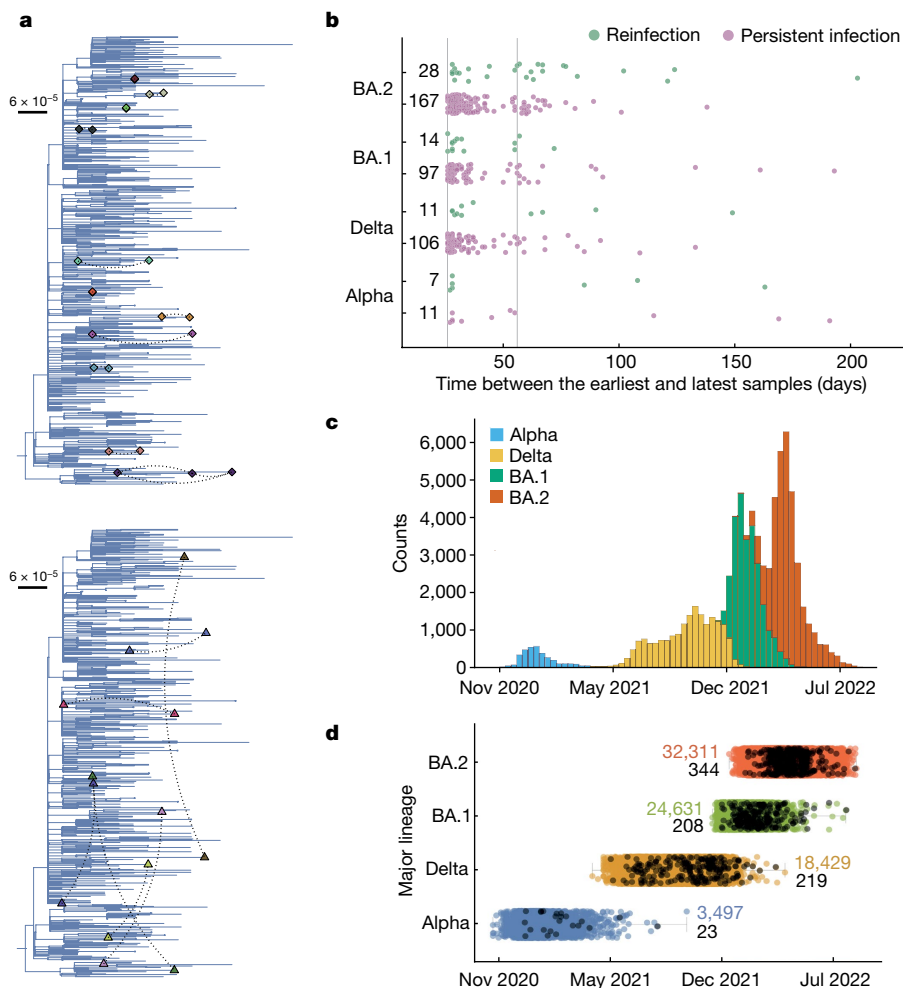 a
6 × 10⁻⁵
6 × 10⁻⁵
b
Reinfection
Persistent infection
BA.2
28
167
BA.1
14
97
Delta
11
106
Alpha
7
11
50
100
150
200
Time between the earliest and latest samples (days)
c
Alpha
Delta
BA.1
BA.2
Counts
6,000
5,000
4,000
3,000
2,000
1,000
0
Nov 2020
May 2021
Dec 2021
Jul 2022
d
Major lineage
BA.2
32,311
344
BA.1
24,631
208
Delta
18,429
219
Alpha
3,497
23
Nov 2020
May 2021
Dec 2021
Jul 2022